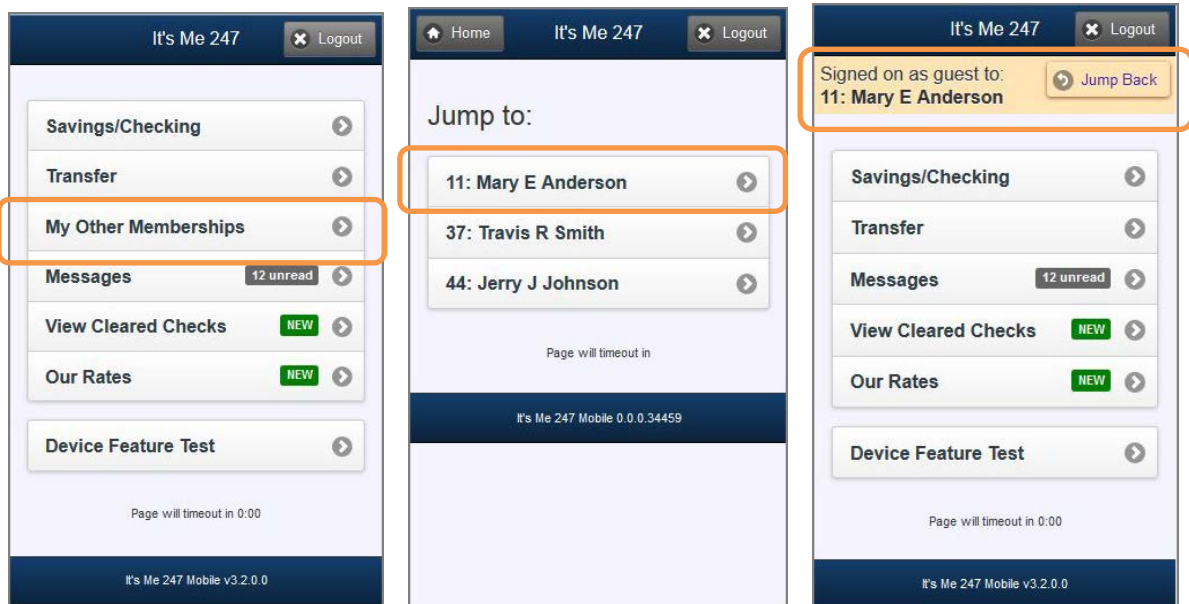 It's Me 247
Logout
Savings/Checking
Transfer
My Other Memberships
Messages 12 unread
View Cleared Checks NEW
Our Rates NEW
Device Feature Test
Page will timeout in 0:00
It's Me 247 Mobile v3.2.0.0
Home
It's Me 247
Logout
Jump to:
11: Mary E Anderson
37: Travis R Smith
44: Jerry J Johnson
Page will timeout in
It's Me 247 Mobile 0.0.0.34459
It's Me 247
Logout
Signed on as guest to:
11: Mary E Anderson
Jump Back
Savings/Checking
Transfer
Messages 12 unread
View Cleared Checks NEW
Our Rates NEW
Device Feature Test
Page will timeout in 0:00
It's Me 247 Mobile v3.2.0.0